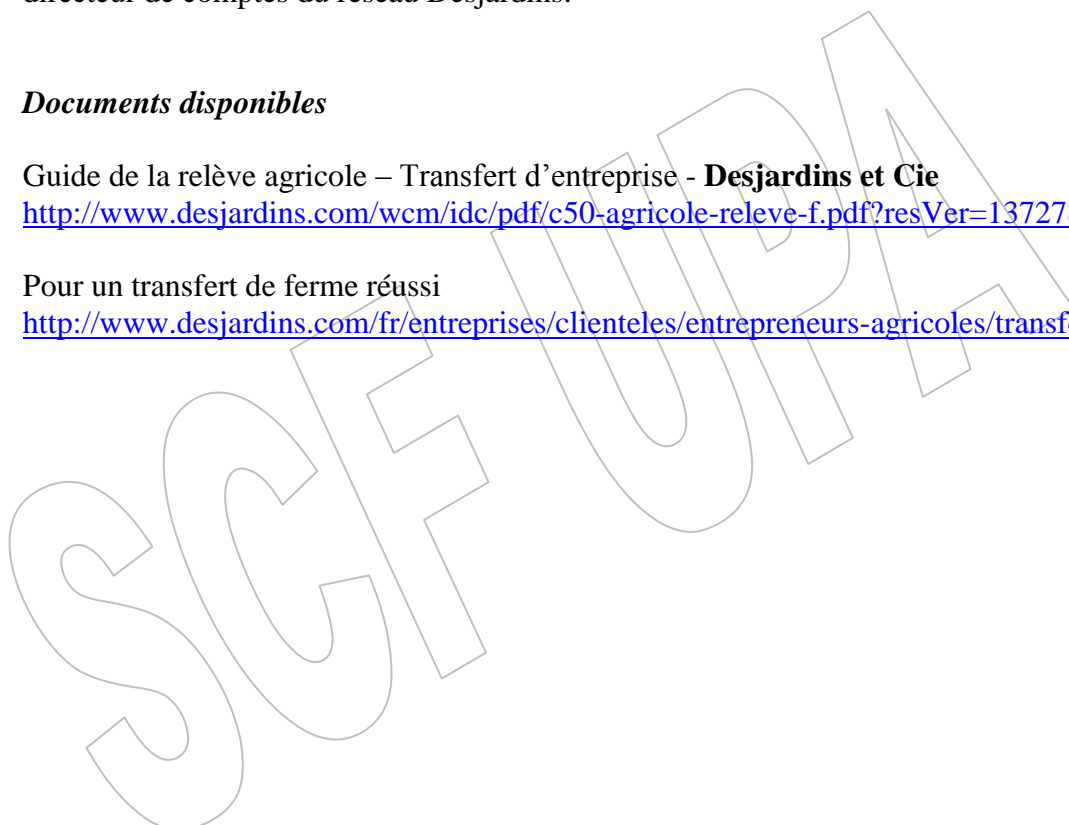 Documents disponibles
Guide de la relève agricole – Transfert d’entreprise - Desjardins et Cie
http://www.desjardins.com/wcm/idc/pdf/c50-agricole-releve-f.pdf?resVer=13727
Pour un transfert de ferme réussi
http://www.desjardins.com/fr/entreprises/clienteles/entrepreneurs-agricoles/transf
SCF UPA